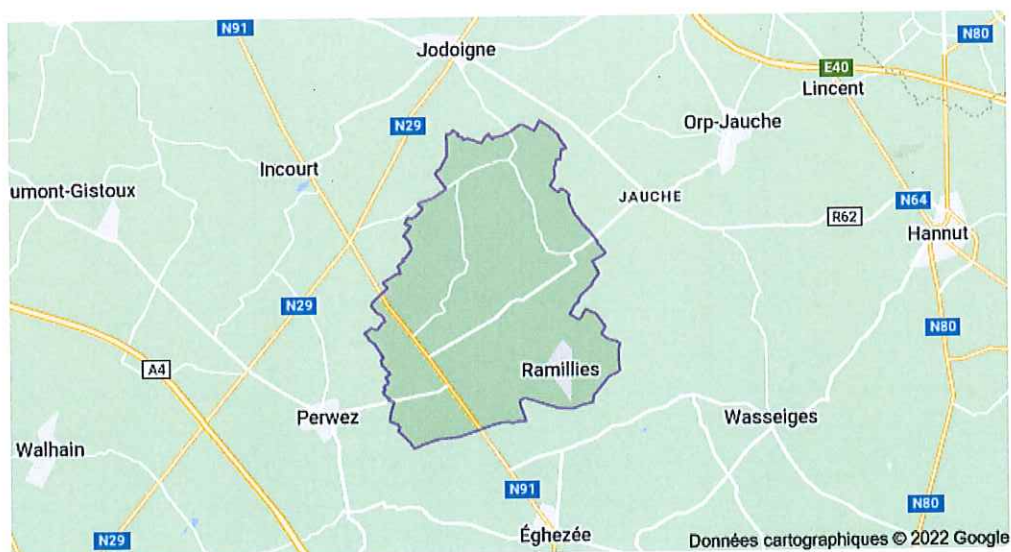 N91
N80
Jodoigne
E40
Lincent
N29
Orp-Jauche
Incourt
umont-Gistoux
JAUCHE
N64
R62
Hannut
N29
N80
A4
Ramillies
Perwez
Wasseiges
Walhain
N91
N80
Éghezée
N29
Données cartographiques © 2022 Google